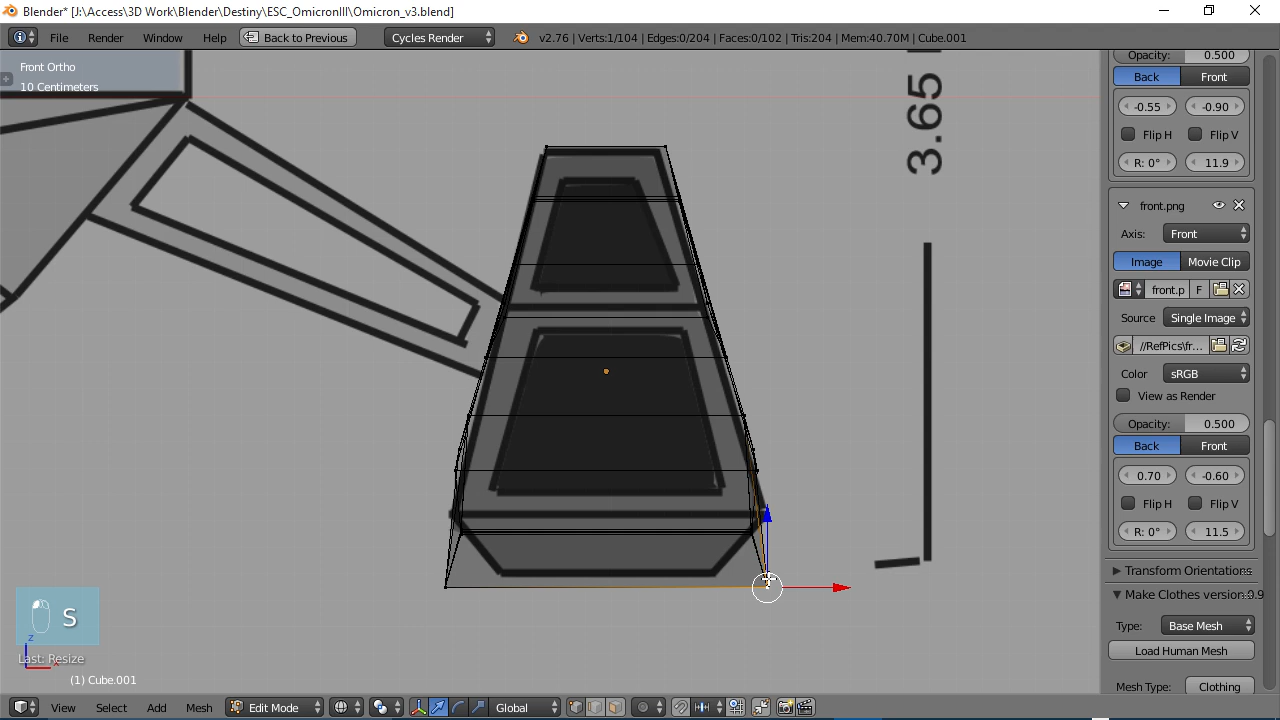 Blender* [J:\Access\3D Work\Blender\Destiny\ESC_OmicronIII\Omicron_v3.blend]
File Render Window Help Back to Previous Cycles Render v2.76 | Verts:1/104 | Edges:0/204 | Faces:0/102 | Tris:204 | Mem:40.70M | Cube.001
Front Ortho
10 Centimeters
3.65
Opacity: 0.500
Back Front
-0.55 -0.90
Flip H Flip V
R: 0° 11.9
front.png
Axis: Front
Image Movie Clip
front.p F
Source Single Image
//RefPics\fr...
Color sRGB
View as Render
Opacity: 0.500
Back Front
0.70 -0.60
Flip H Flip V
R: 0° 11.5
Transform Orientations
Make Clothes version:0.9
Type: Base Mesh
Load Human Mesh
Mesh Type: Clothing
S
Last: Resize
z
(1) Cube.001
View Select Add Mesh Edit Mode Global